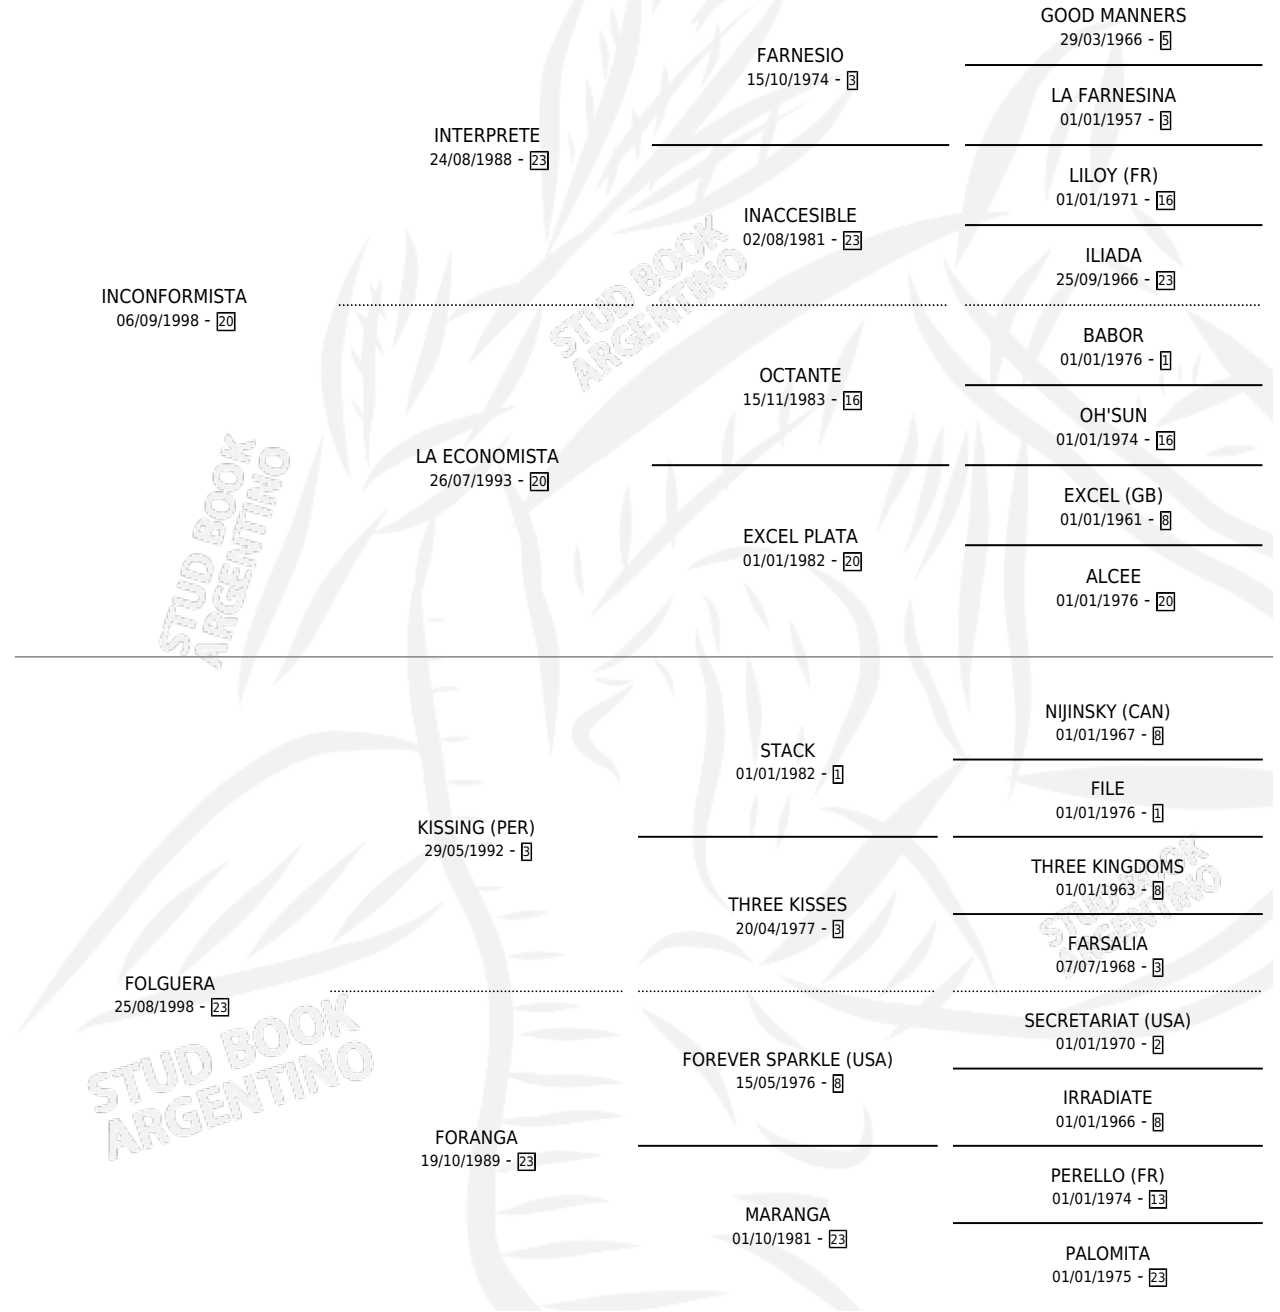 GOOD MANNERS
29/03/1966 - 5
FARNESIO
15/10/1974 - 3
LA FARNESINA
01/01/1957 - 3
INTERPRETE
24/08/1988 - 23
LILOY (FR)
01/01/1971 - 16
INACCESIBLE
02/08/1981 - 23
ILIADA
25/09/1966 - 23
INCONFORMISTA
06/09/1998 - 20
BABOR
01/01/1976 - 1
OCTANTE
15/11/1983 - 16
OH'SUN
01/01/1974 - 16
LA ECONOMISTA
26/07/1993 - 20
EXCEL (GB)
01/01/1961 - 8
EXCEL PLATA
01/01/1982 - 20
ALCEE
01/01/1976 - 20
NIJINSKY (CAN)
01/01/1967 - 8
STACK
01/01/1982 - 1
FILE
01/01/1976 - 1
KISSING (PER)
29/05/1992 - 3
THREE KINGDOMS
01/01/1963 - 8
THREE KISSES
20/04/1977 - 3
FARSALIA
07/07/1968 - 3
FOLGUERA
25/08/1998 - 23
SECRETARIAT (USA)
01/01/1970 - 2
FOREVER SPARKLE (USA)
15/05/1976 - 8
IRRADIATE
01/01/1966 - 8
FORANGA
19/10/1989 - 23
PERELLO (FR)
01/01/1974 - 13
MARANGA
01/10/1981 - 23
PALOMITA
01/01/1975 - 23
STUD BOOK
ARGENTINO
STUD BOOK
ARGENTINO
STUD BOOK
ARGENTINO
STUD BOOK
ARGENTINO